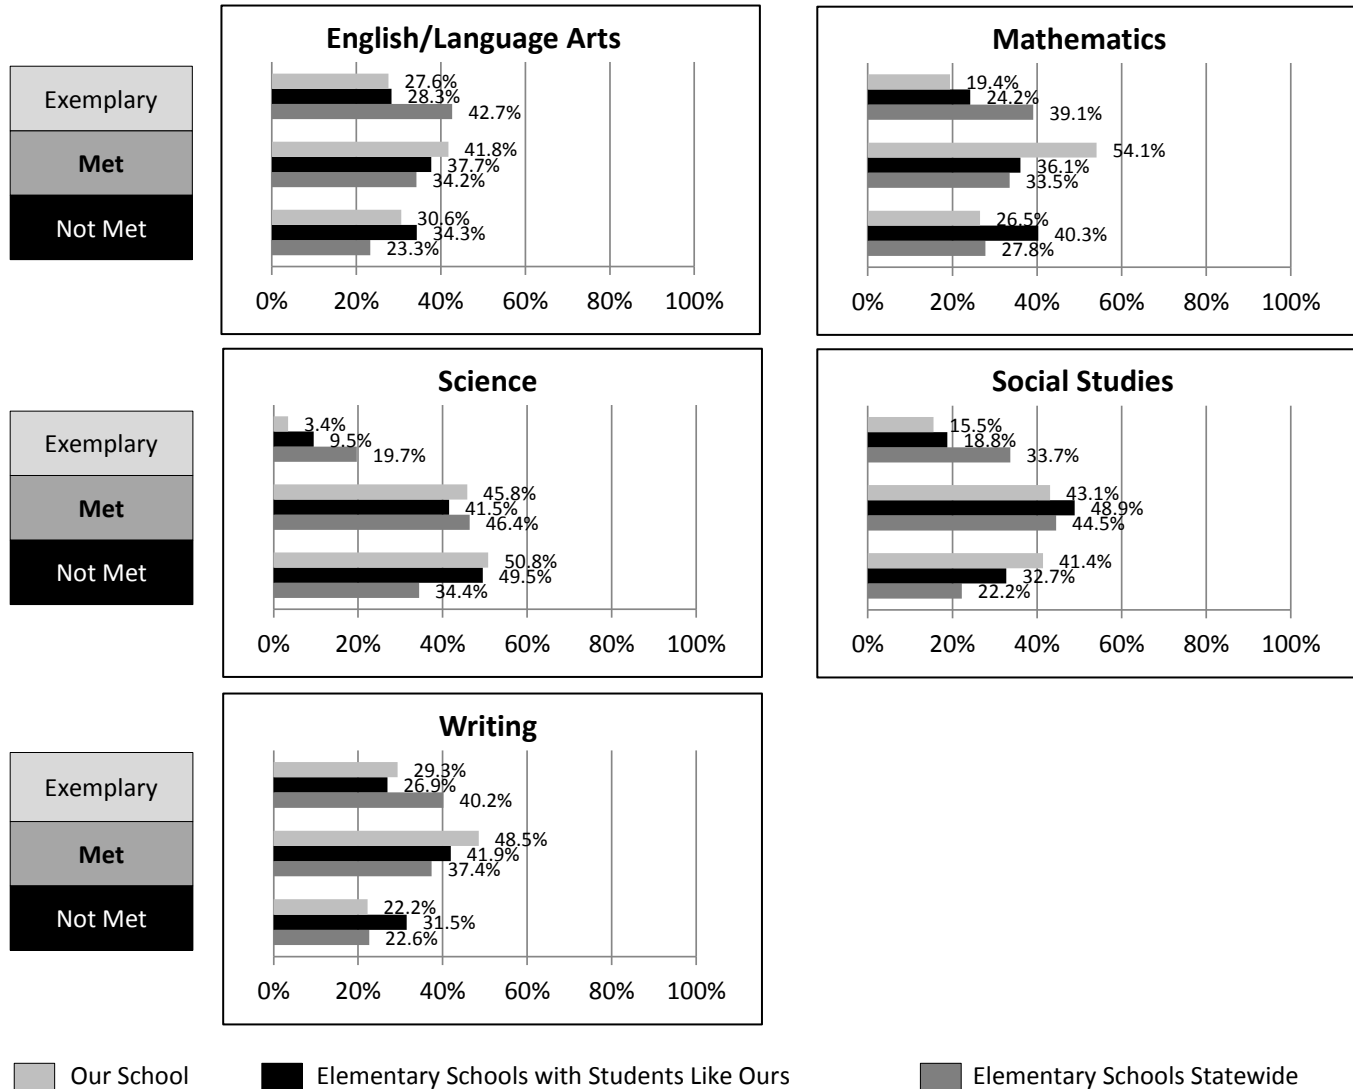 English/Language Arts
Exemplary
Met
Not Met
27.6%
28.3%
42.7%
41.8%
37.7%
34.2%
30.6%
34.3%
23.3%
0% 20% 40% 60% 80% 100%
Mathematics
19.4%
24.2%
39.1%
54.1%
36.1%
33.5%
26.5%
40.3%
27.8%
0% 20% 40% 60% 80% 100%
Science
Exemplary
Met
Not Met
3.4%
9.5%
19.7%
45.8%
41.5%
46.4%
50.8%
49.5%
34.4%
0% 20% 40% 60% 80% 100%
Social Studies
15.5%
18.8%
33.7%
43.1%
48.9%
44.5%
41.4%
32.7%
22.2%
0% 20% 40% 60% 80% 100%
Writing
Exemplary
Met
Not Met
29.3%
26.9%
40.2%
48.5%
41.9%
37.4%
22.2%
31.5%
22.6%
0% 20% 40% 60% 80% 100%
Our School Elementary Schools with Students Like Ours Elementary Schools Statewide